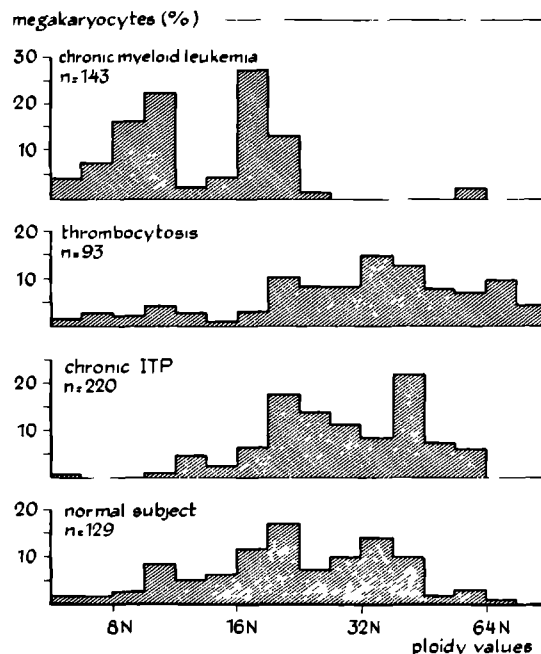 megakaryocytes (%)
30
chronic myeloid leukemia
n=143
20
10
20
thrombocytosis
n=93
10
chronic ITP
20
n=220
10
20
normal subject
n=129
10
8N 16N 32N 64N
ploidy values